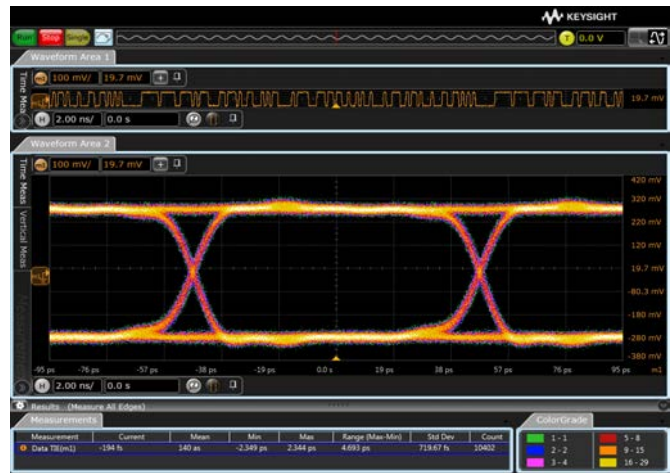 KEYSIGHT
Run Stop Single T 0.0 V
Waveform Area 1
Time Meas
m1 100 mV/ 19.7 mV
19.7 mV
H 2.00 ns/ 0.0 s
Waveform Area 2
Time Meas
Vertical Meas
m1 100 mV/ 19.7 mV
420 mV
320 mV
220 mV
120 mV
19.7 mV
-80.3 mV
-180 mV
-280 mV
-380 mV
-95 ps -76 ps -57 ps -38 ps -19 ps 0.0 s 19 ps 38 ps 57 ps 76 ps 95 ps m1
H 2.00 ns/ 0.0 s
Results (Measure All Edges)
Measurements
Measurement Current Mean Min Max Range (Max-Min) Std Dev Count
Data TIE(m1) -194 fs 140 as -2.349 ps 2.344 ps 4.693 ps 719.67 fs 10402
ColorGrade
1 - 1 5 - 8
2 - 2 9 - 15
3 - 4 16 - 29